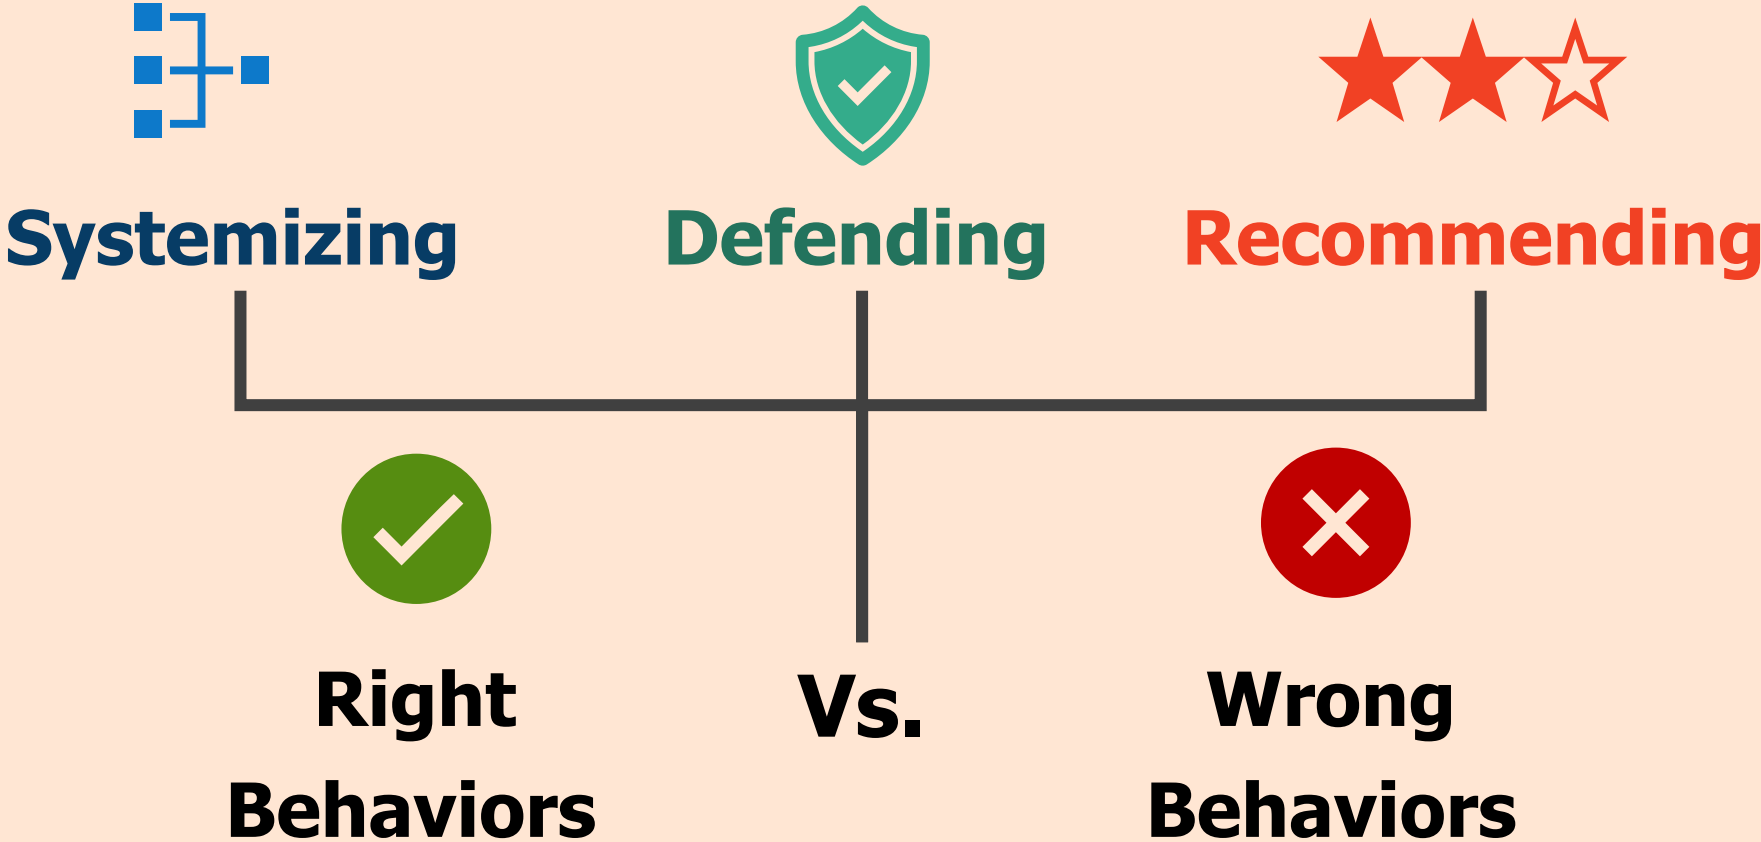 Systemizing
Defending
Recommending
Right
Behaviors
Vs.
Wrong
Behaviors